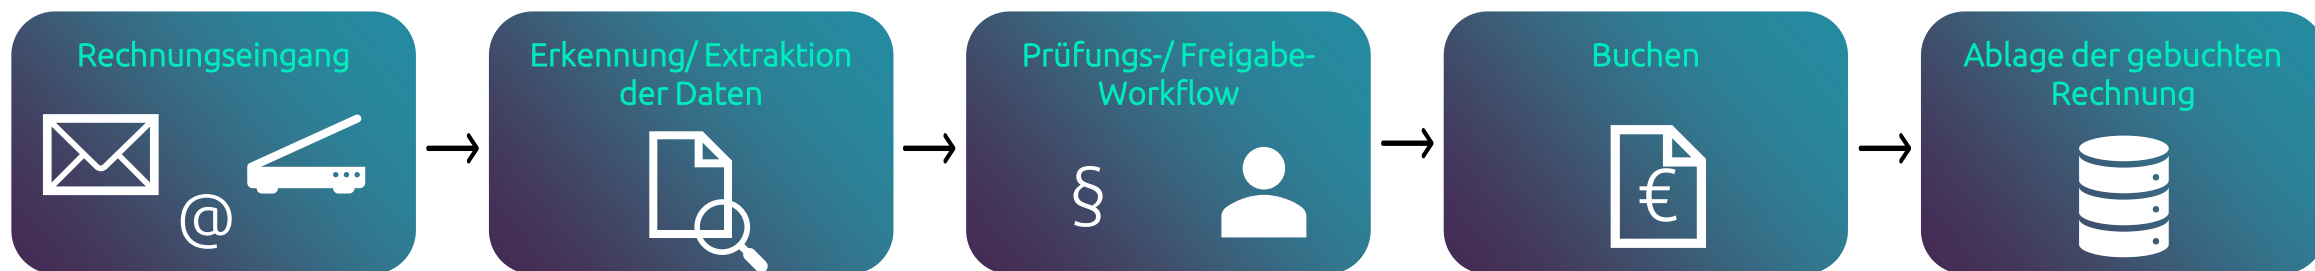 Rechnungseingang
@
Erkennung/ Extraktion
der Daten
Prüfungs-/ Freigabe-
Workflow
§
Buchen
€
Ablage der gebuchten
Rechnung